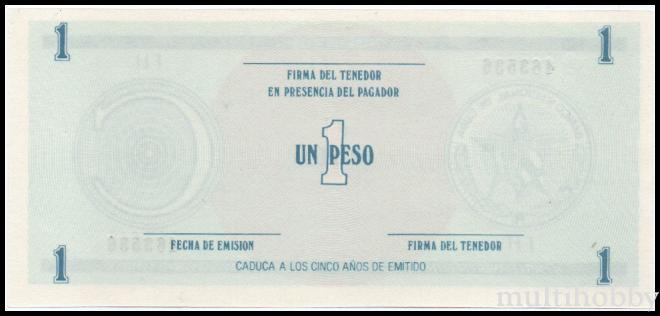 1 1
FIRMA DEL TENEDOR
EN PRESENCIA DEL PAGADOR
UN PESO
1
FECHA DE EMISION FIRMA DEL TENEDOR
CADUCA A LOS CINCO AÑOS DE EMITIDO
1 1
multihobby